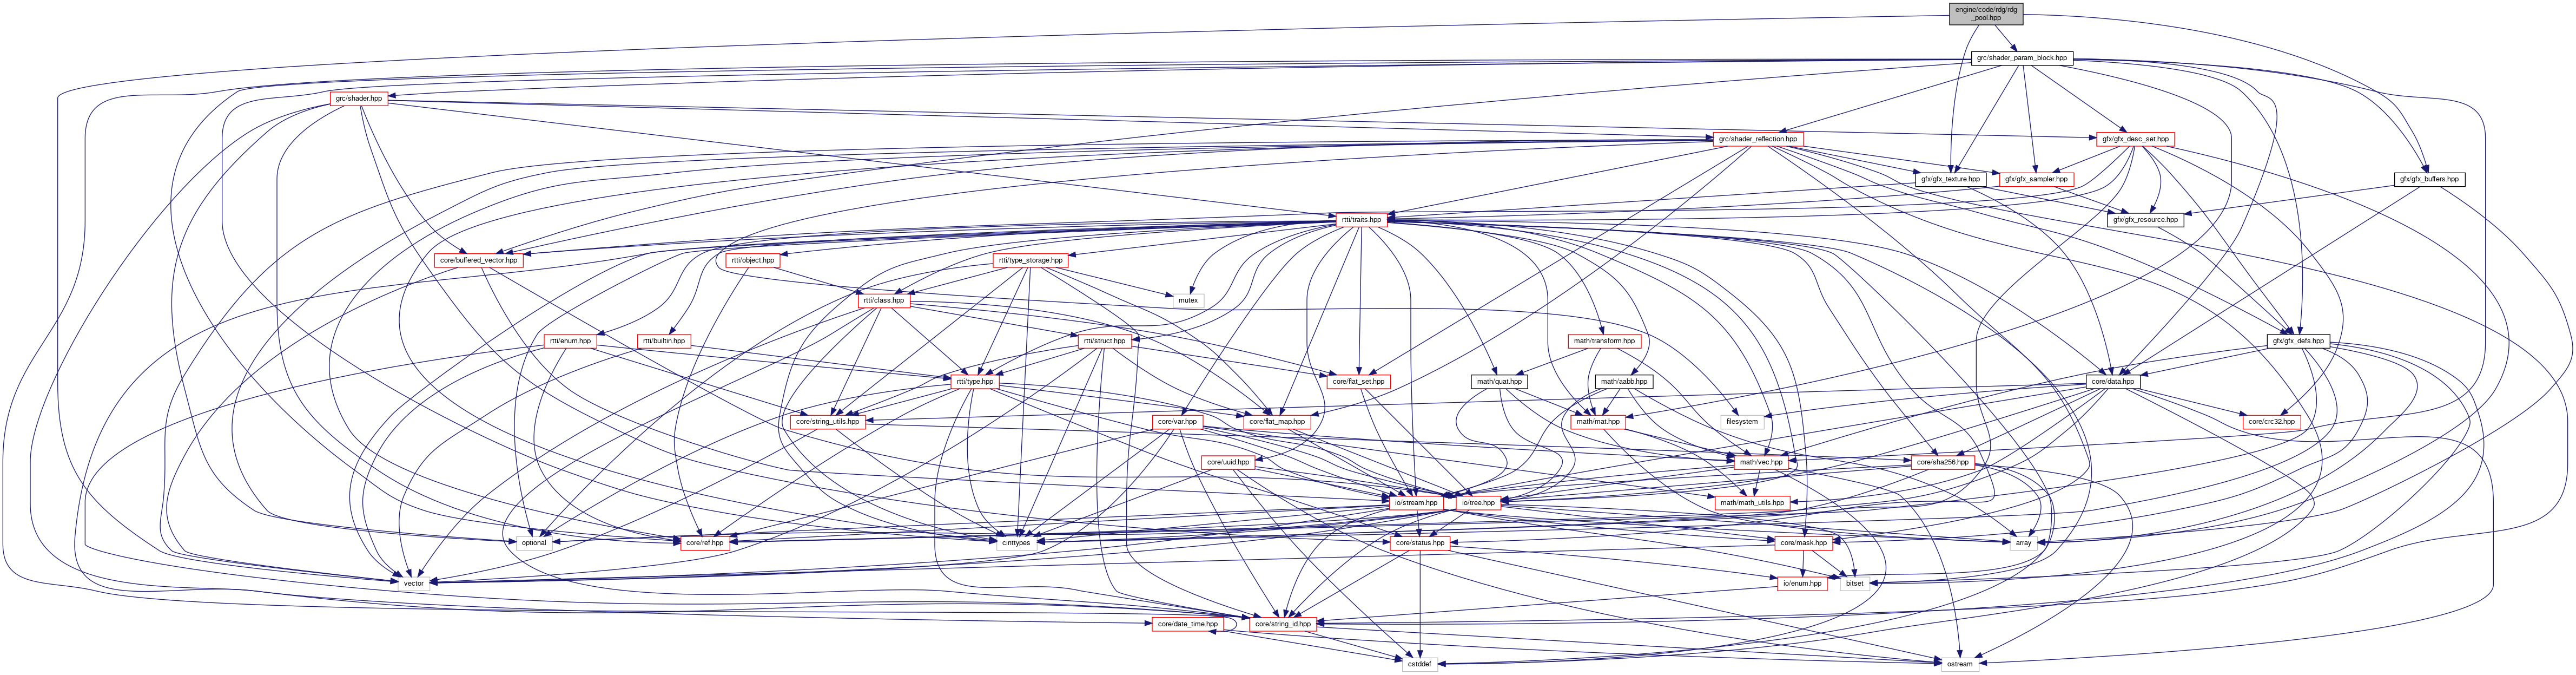 engine/code/rdg/rdg
_pool.hpp
grc/shader_param_block.hpp
grc/shader.hpp
grc/shader_reflection.hpp
gfx/gfx_desc_set.hpp
gfx/gfx_texture.hpp
gfx/gfx_sampler.hpp
gfx/gfx_buffers.hpp
rtti/traits.hpp
gfx/gfx_resource.hpp
core/buffered_vector.hpp
rtti/object.hpp
rtti/type_storage.hpp
rtti/class.hpp
mutex
rtti/enum.hpp
rtti/builtin.hpp
rtti/struct.hpp
math/transform.hpp
gfx/gfx_defs.hpp
rtti/type.hpp
core/flat_set.hpp
math/quat.hpp
math/aabb.hpp
core/data.hpp
core/string_utils.hpp
core/var.hpp
core/flat_map.hpp
math/mat.hpp
filesystem
core/crc32.hpp
core/uuid.hpp
math/vec.hpp
core/sha256.hpp
io/stream.hpp
io/tree.hpp
math/math_utils.hpp
optional
core/ref.hpp
cinttypes
core/status.hpp
core/mask.hpp
array
vector
io/enum.hpp
bitset
core/date_time.hpp
core/string_id.hpp
cstddef
ostream